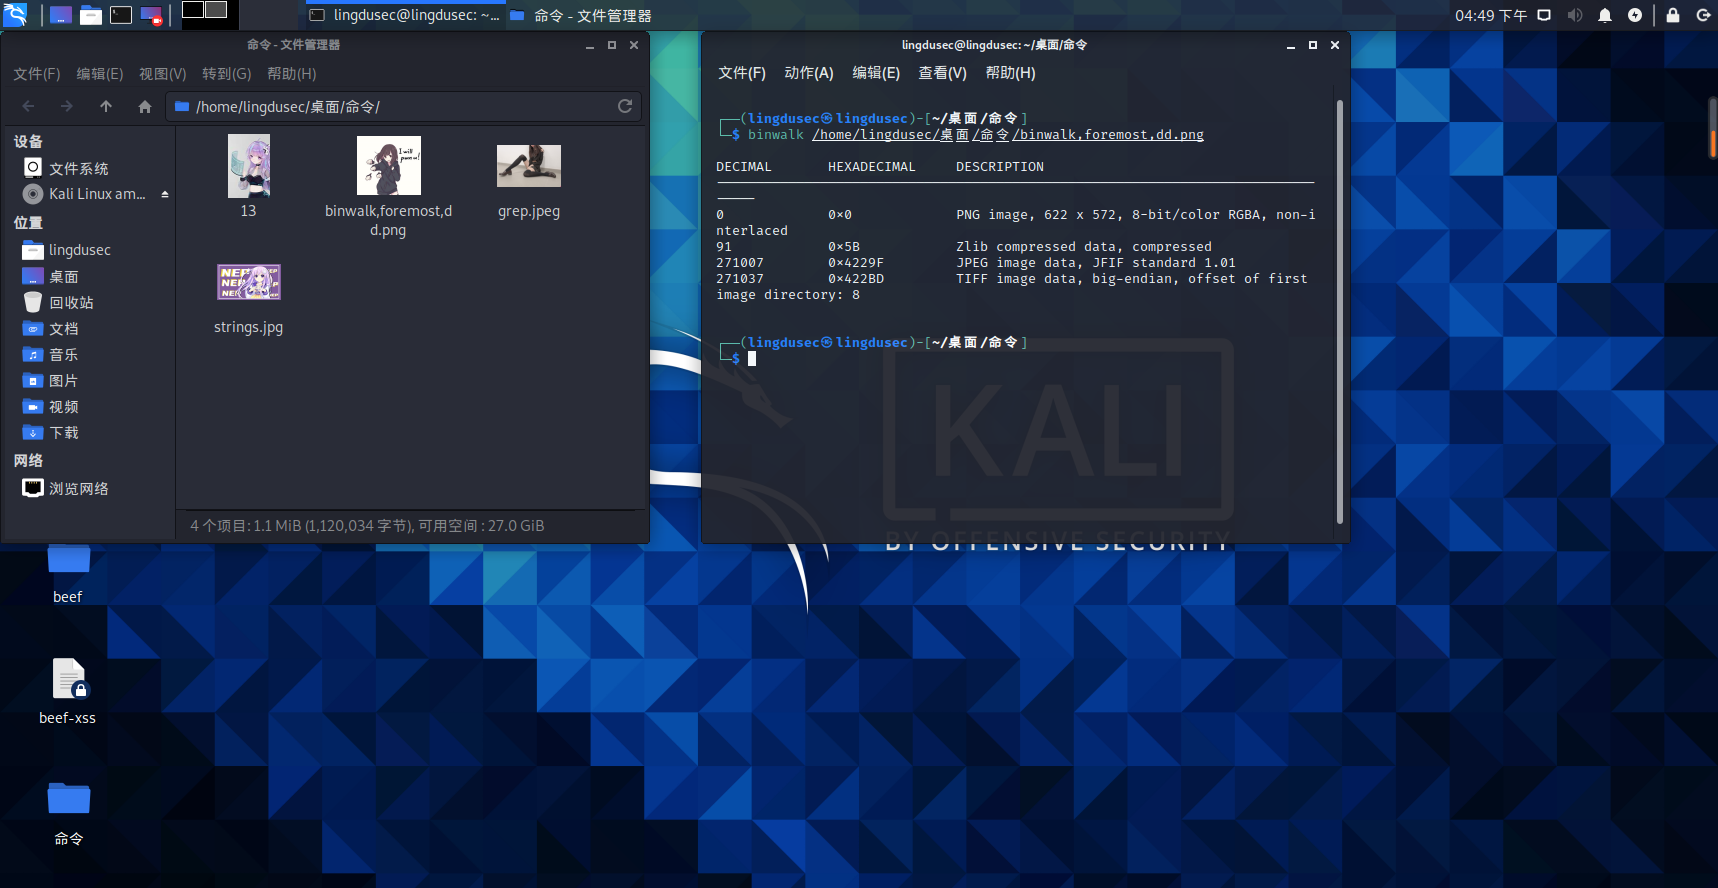 lingdusec@lingdusec: ~...
命令 - 文件管理器
04:49 下午
命令 - 文件管理器
文件(F) 编辑(E) 视图(V) 转到(G) 帮助(H)
/home/lingdusec/桌面/命令/
设备
文件系统
Kali Linux am...
位置
lingdusec
桌面
回收站
文档
音乐
图片
视频
下载
网络
浏览网络
13
binwalk,foremost,d
d.png
grep.jpeg
strings.jpg
4 个项目: 1.1 MiB (1,120,034 字节), 可用空间 : 27.0 GiB
lingdusec@lingdusec: ~/桌面/命令
文件(F) 动作(A) 编辑(E) 查看(V) 帮助(H)
┌──(lingdusec㉿lingdusec)-[~/桌面/命令]
└─$ binwalk /home/lingdusec/桌面/命令/binwalk,foremost,dd.png
DECIMAL HEXADECIMAL DESCRIPTION
0 0×0 PNG image, 622 x 572, 8-bit/color RGBA, non-i
nterlaced
91 0×5B Zlib compressed data, compressed
271007 0×4229F JPEG image data, JFIF standard 1.01
271037 0×422BD TIFF image data, big-endian, offset of first
image directory: 8
┌──(lingdusec㉿lingdusec)-[~/桌面/命令]
└─$
KALI
BY OFFENSIVE SECURITY
beef
beef-xss
命令